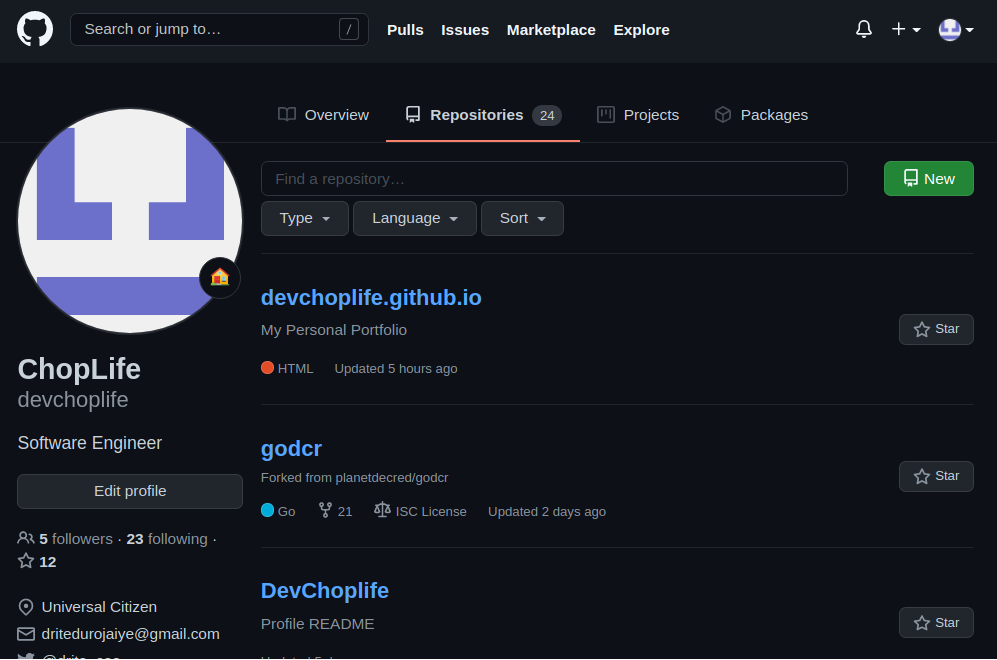 Search or jump to… /
Pulls Issues Marketplace Explore
Overview Repositories 24 Projects Packages
Find a repository…
New
Type Language Sort
devchoplife.github.io
My Personal Portfolio
Star
HTML Updated 5 hours ago
ChopLife
devchoplife
Software Engineer
Edit profile
5 followers · 23 following ·
12
Universal Citizen
dritedurojaiye@gmail.com
godcr
Forked from planetdecred/godcr
Star
Go 21 ISC License Updated 2 days ago
DevChoplife
Profile README
Star